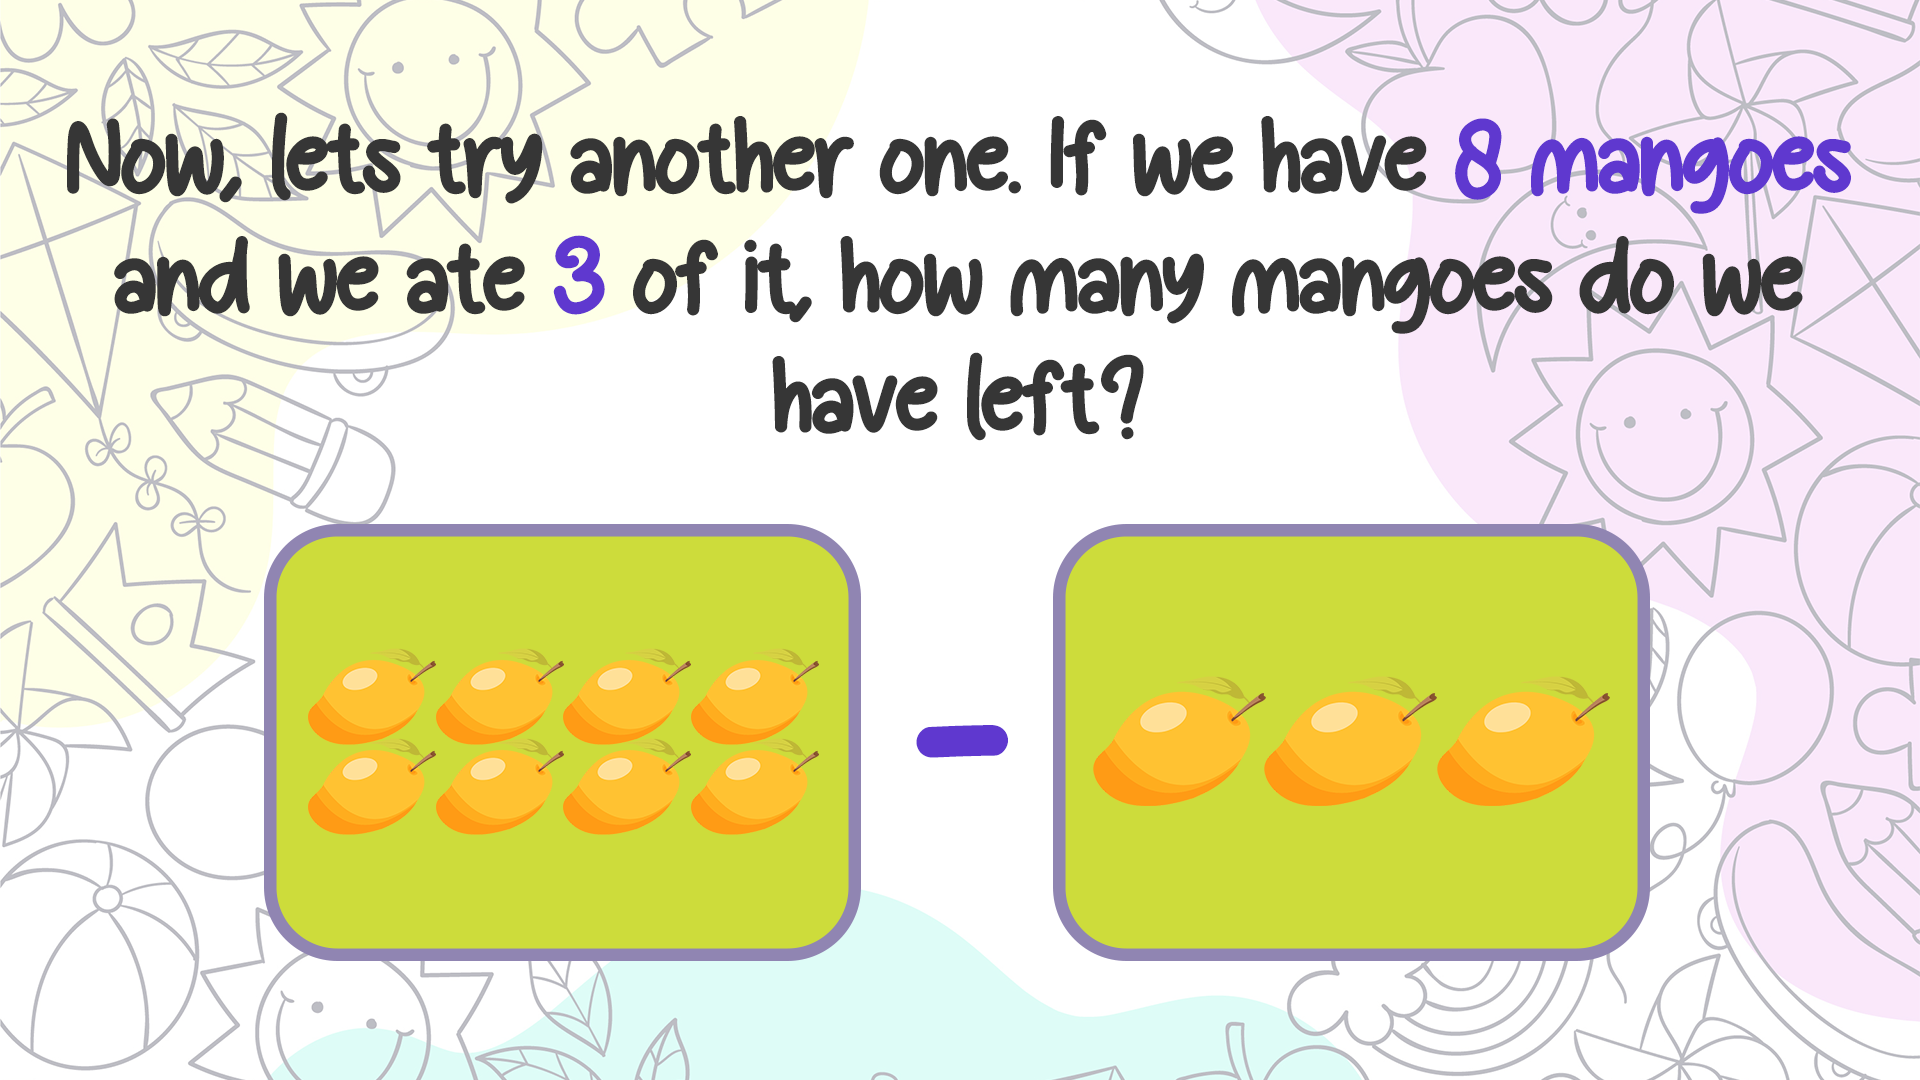 Now, lets try another one. If we have 8 mangoes
and we ate 3 of it, how many mangoes do we
have left?
-